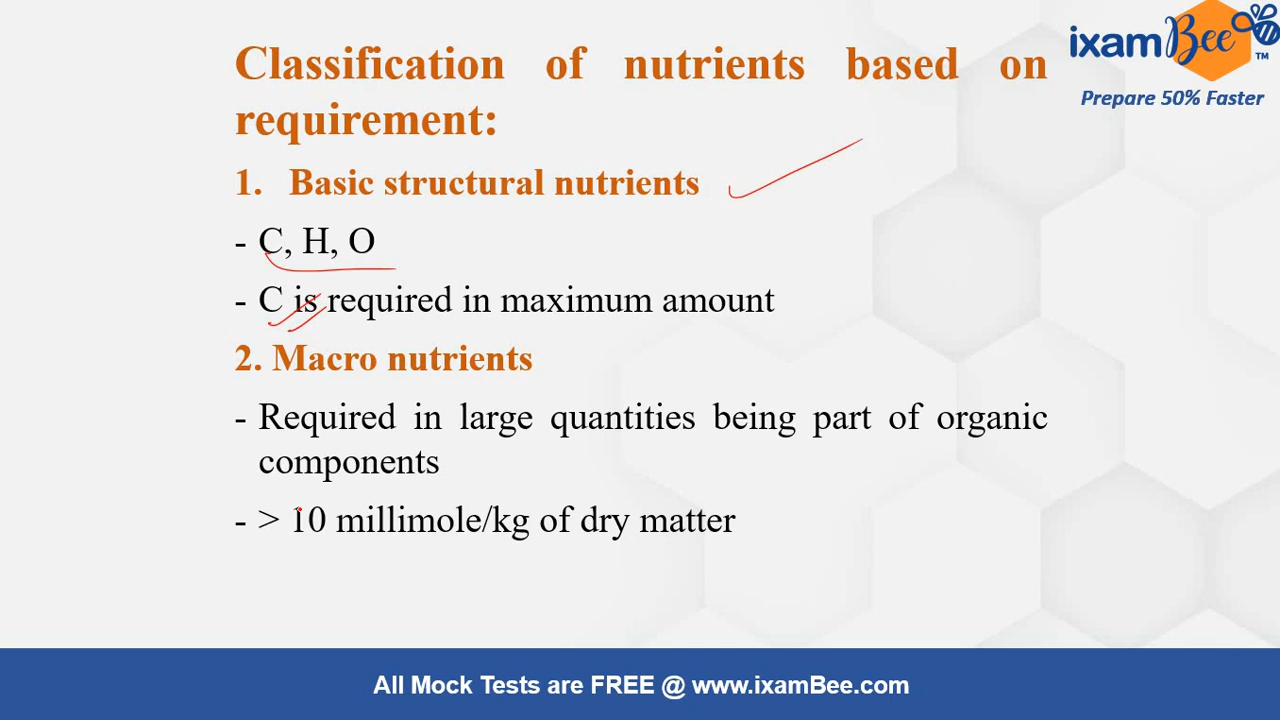 ixamBee™
Prepare 50% Faster
Classification of nutrients based on
requirement:
1. Basic structural nutrients
- C, H, O
- C is required in maximum amount
2. Macro nutrients
- Required in large quantities being part of organic
components
- > 10 millimole/kg of dry matter
All Mock Tests are FREE @ www.ixamBee.com